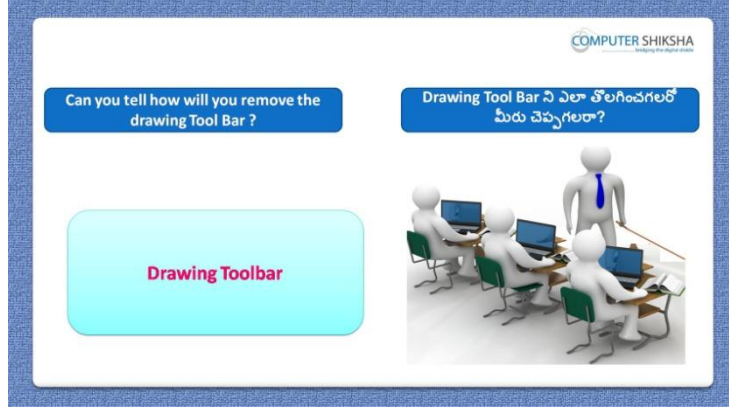 COMPUTER SHIKSHA
bridging the digital divide
Can you tell how will you remove the
drawing Tool Bar ?
Drawing Tool Bar ని ఎలా తొలగించగలరో
మీరు చెప్పగలరా?
Drawing Toolbar